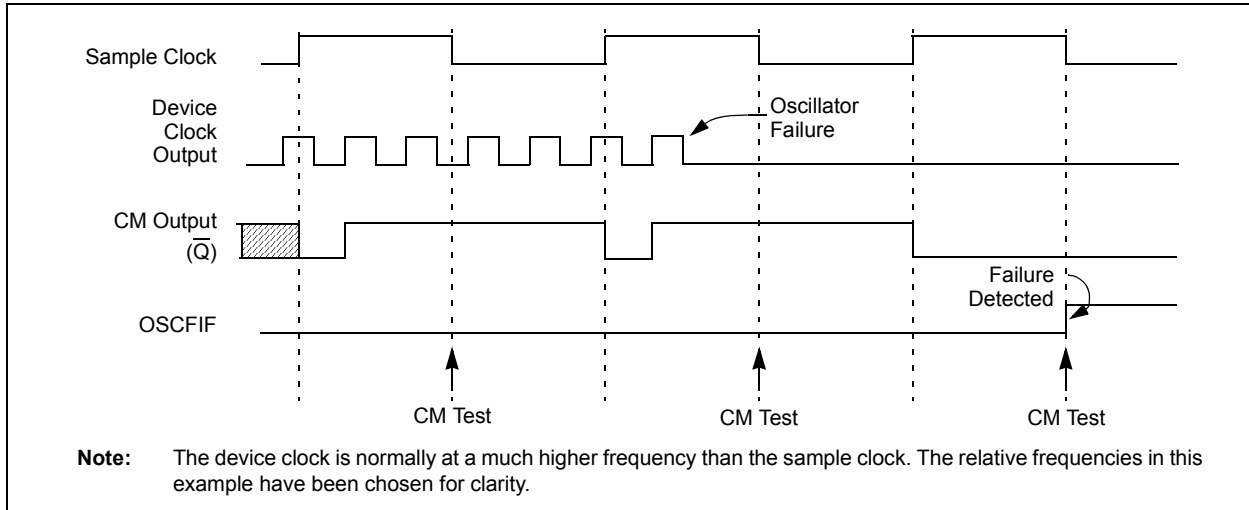 Sample Clock
Device
Clock
Output
Oscillator
Failure
CM Output
(Q̅)
Failure
Detected
OSCFIF
CM Test
CM Test
CM Test
Note: The device clock is normally at a much higher frequency than the sample clock. The relative frequencies in this
example have been chosen for clarity.